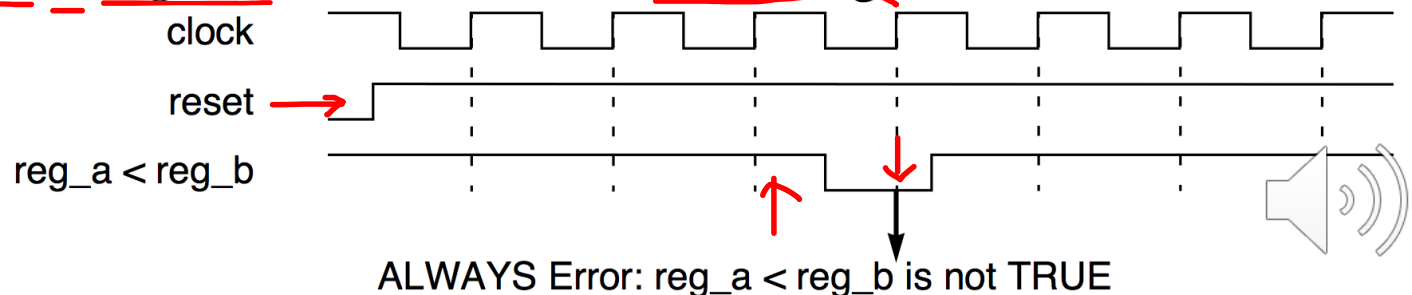 clock
reset
reg_a < reg_b
ALWAYS Error: reg_a < reg_b is not TRUE